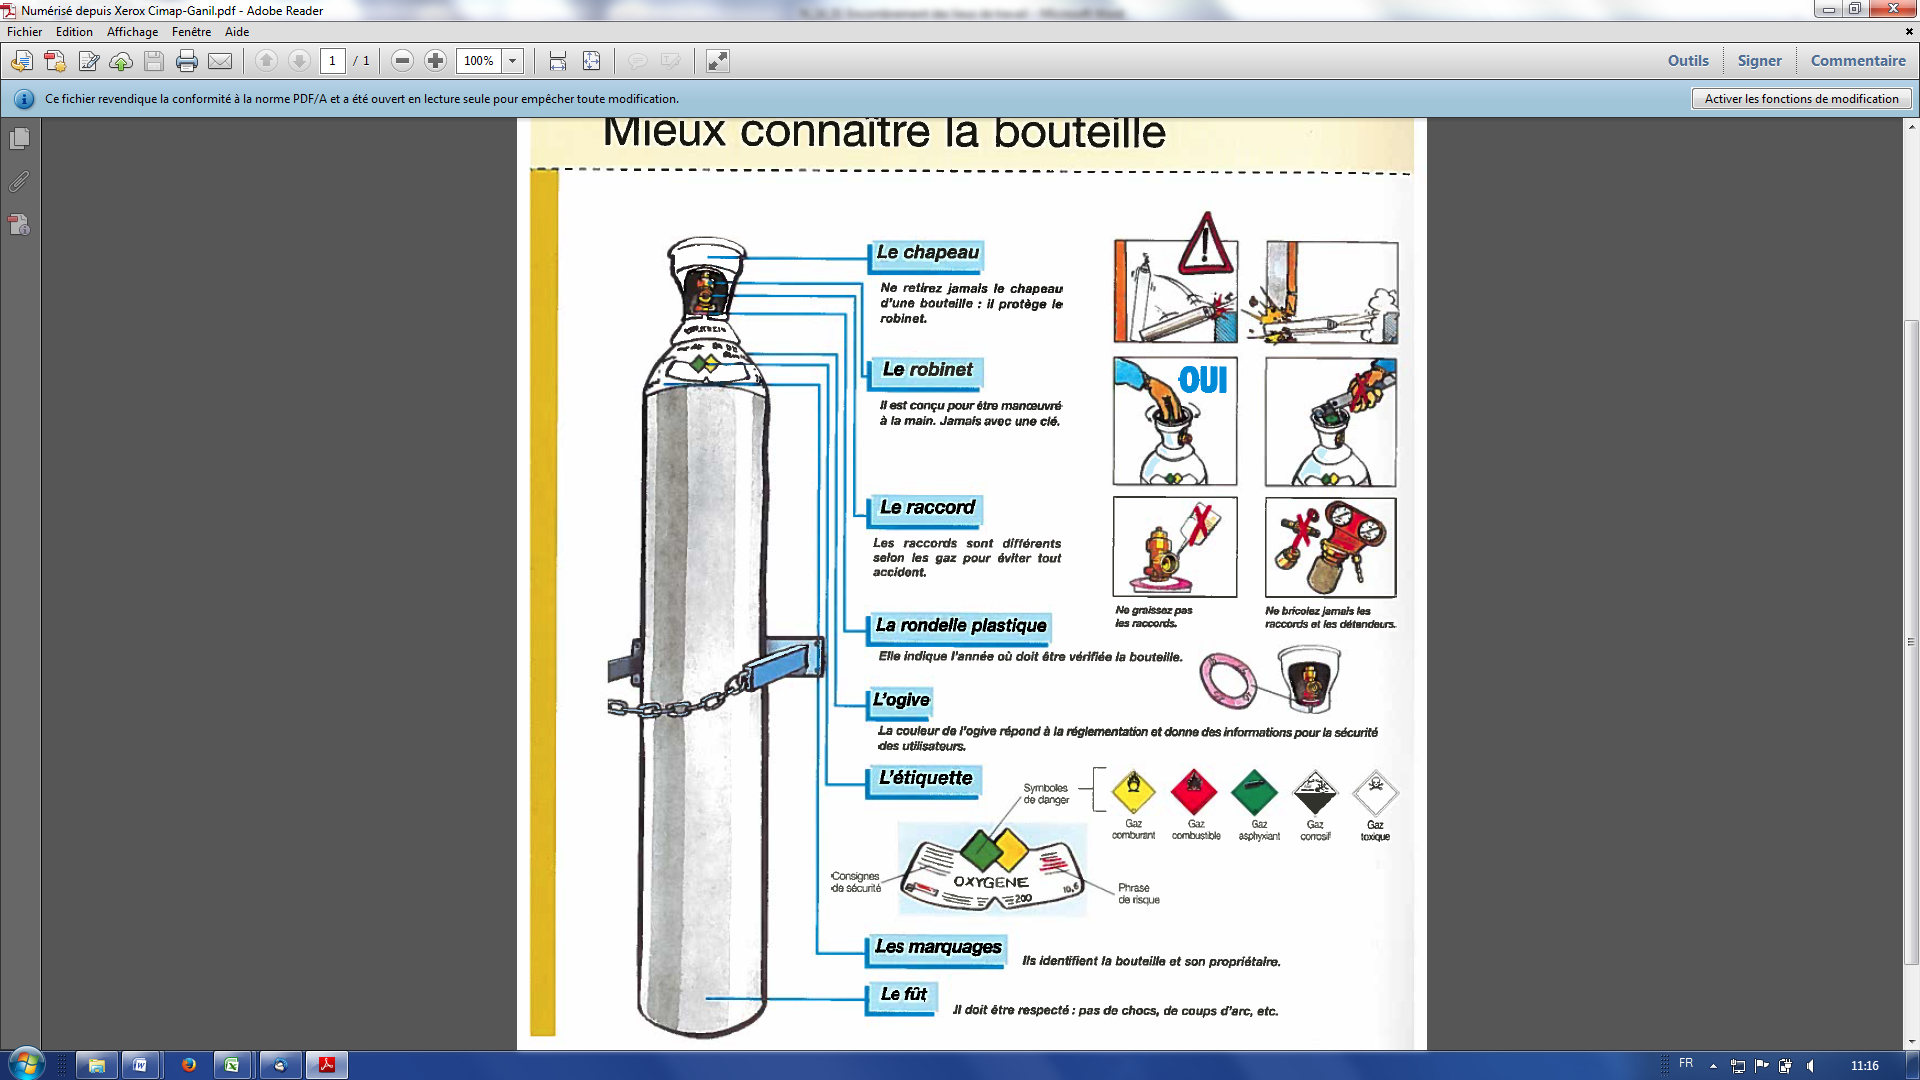 Numérisé depuis Xerox Cimap-Ganil.pdf - Adobe Reader
Fichier Edition Affichage Fenêtre Aide
1 / 1 100% Outils Signer Commentaire
Ce fichier revendique la conformité à la norme PDF/A et a été ouvert en lecture seule pour empêcher toute modification. Activer les fonctions de modification
Mieux connaître la bouteille
Le chapeau
Ne retirez jamais le chapeau
d'une bouteille : il protège le
robinet.
Le robinet
Il est conçu pour être manœuvré
à la main. Jamais avec une clé.
OUI
Le raccord
Les raccords sont différents
selon les gaz pour éviter tout
accident.
Ne graissez pas
les raccords.
Ne bricolez jamais les
raccords et les détendeurs.
La rondelle plastique
Elle indique l'année où doit être vérifiée la bouteille.
L'ogive
La couleur de l'ogive répond à la réglementation et donne des informations pour la sécurité
des utilisateurs.
L'étiquette
Symboles
de danger
Gaz
comburant
Gaz
combustible
Gaz
asphyxiant
Gaz
corrosif
Gaz
toxique
Consignes
de sécurité
OXYGENE
200
10,6
Phrase
de risque
Les marquages
Ils identifient la bouteille et son propriétaire.
Le fût
Il doit être respecté : pas de chocs, de coups d'arc, etc.
FR 11:16